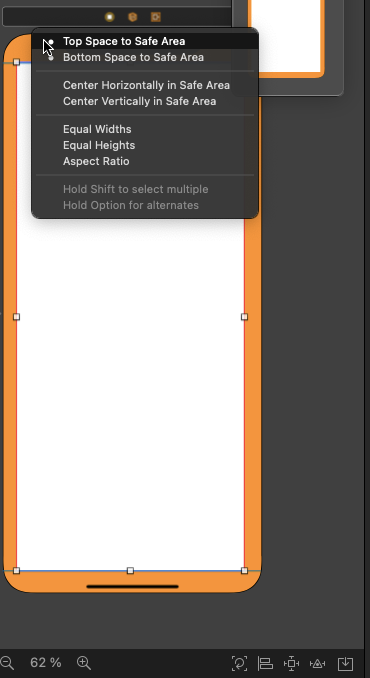 Top Space to Safe Area
Bottom Space to Safe Area
Center Horizontally in Safe Area
Center Vertically in Safe Area
Equal Widths
Equal Heights
Aspect Ratio
Hold Shift to select multiple
Hold Option for alternates
62 %